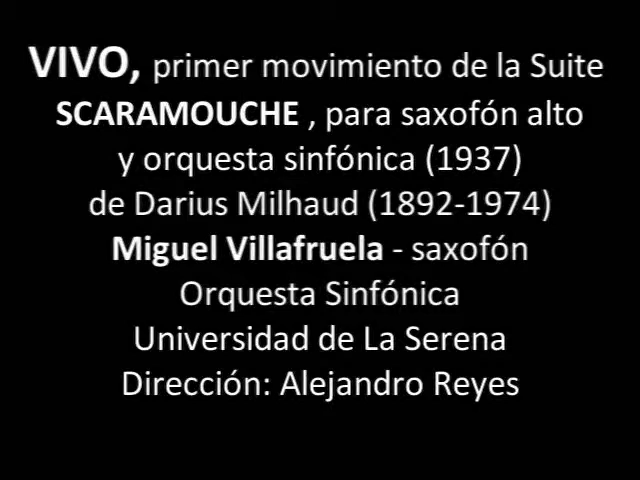 VIVO, primer movimiento de la Suite
SCARAMOUCHE , para saxofón alto
y orquesta sinfónica (1937)
de Darius Milhaud (1892-1974)
Miguel Villafruela - saxofón
Orquesta Sinfónica
Universidad de La Serena
Dirección: Alejandro Reyes